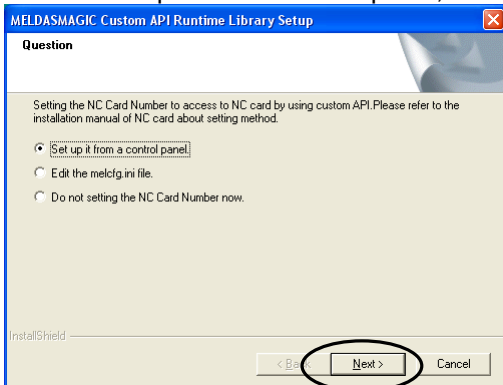 MELDASMAGIC Custom API Runtime Library Setup
Question
Setting the NC Card Number to access to NC card by using custom API.Please refer to the
installation manual of NC card about setting method.
Set up it from a control panel.
Edit the melcfg.ini file.
Do not setting the NC Card Number now.
InstallShield
< Back Next > Cancel